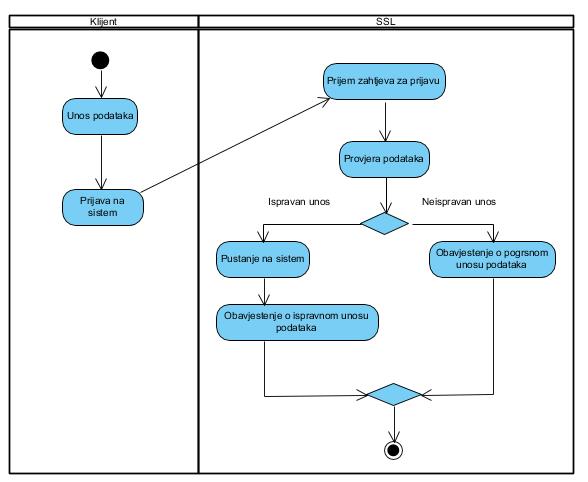 Klijent
SSL
Unos podataka
Prijava na
sistem
Prijem zahtjeva za prijavu
Provjera podataka
Ispravan unos
Neispravan unos
Pustanje na sistem
Obavjestenje o pogrsnom
unosu podataka
Obavjestenje o ispravnom unosu
podataka